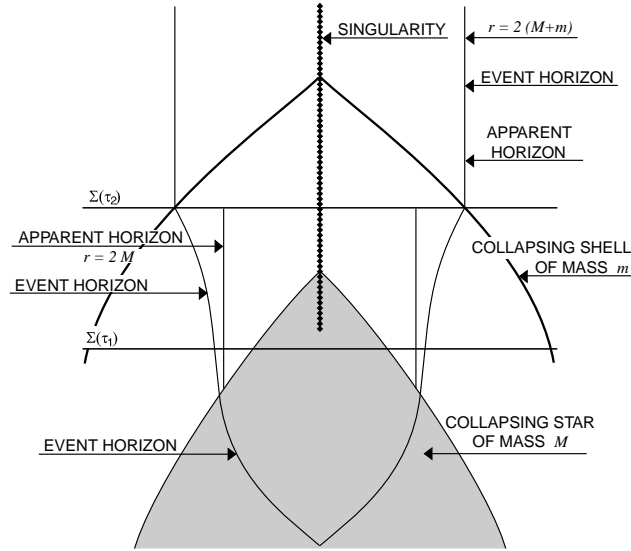 SINGULARITY
r = 2 (M+m)
EVENT HORIZON
APPARENT
HORIZON
Σ(τ2)
APPARENT HORIZON
r = 2 M
EVENT HORIZON
COLLAPSING SHELL
OF MASS m
Σ(τ1)
EVENT HORIZON
COLLAPSING STAR
OF MASS M